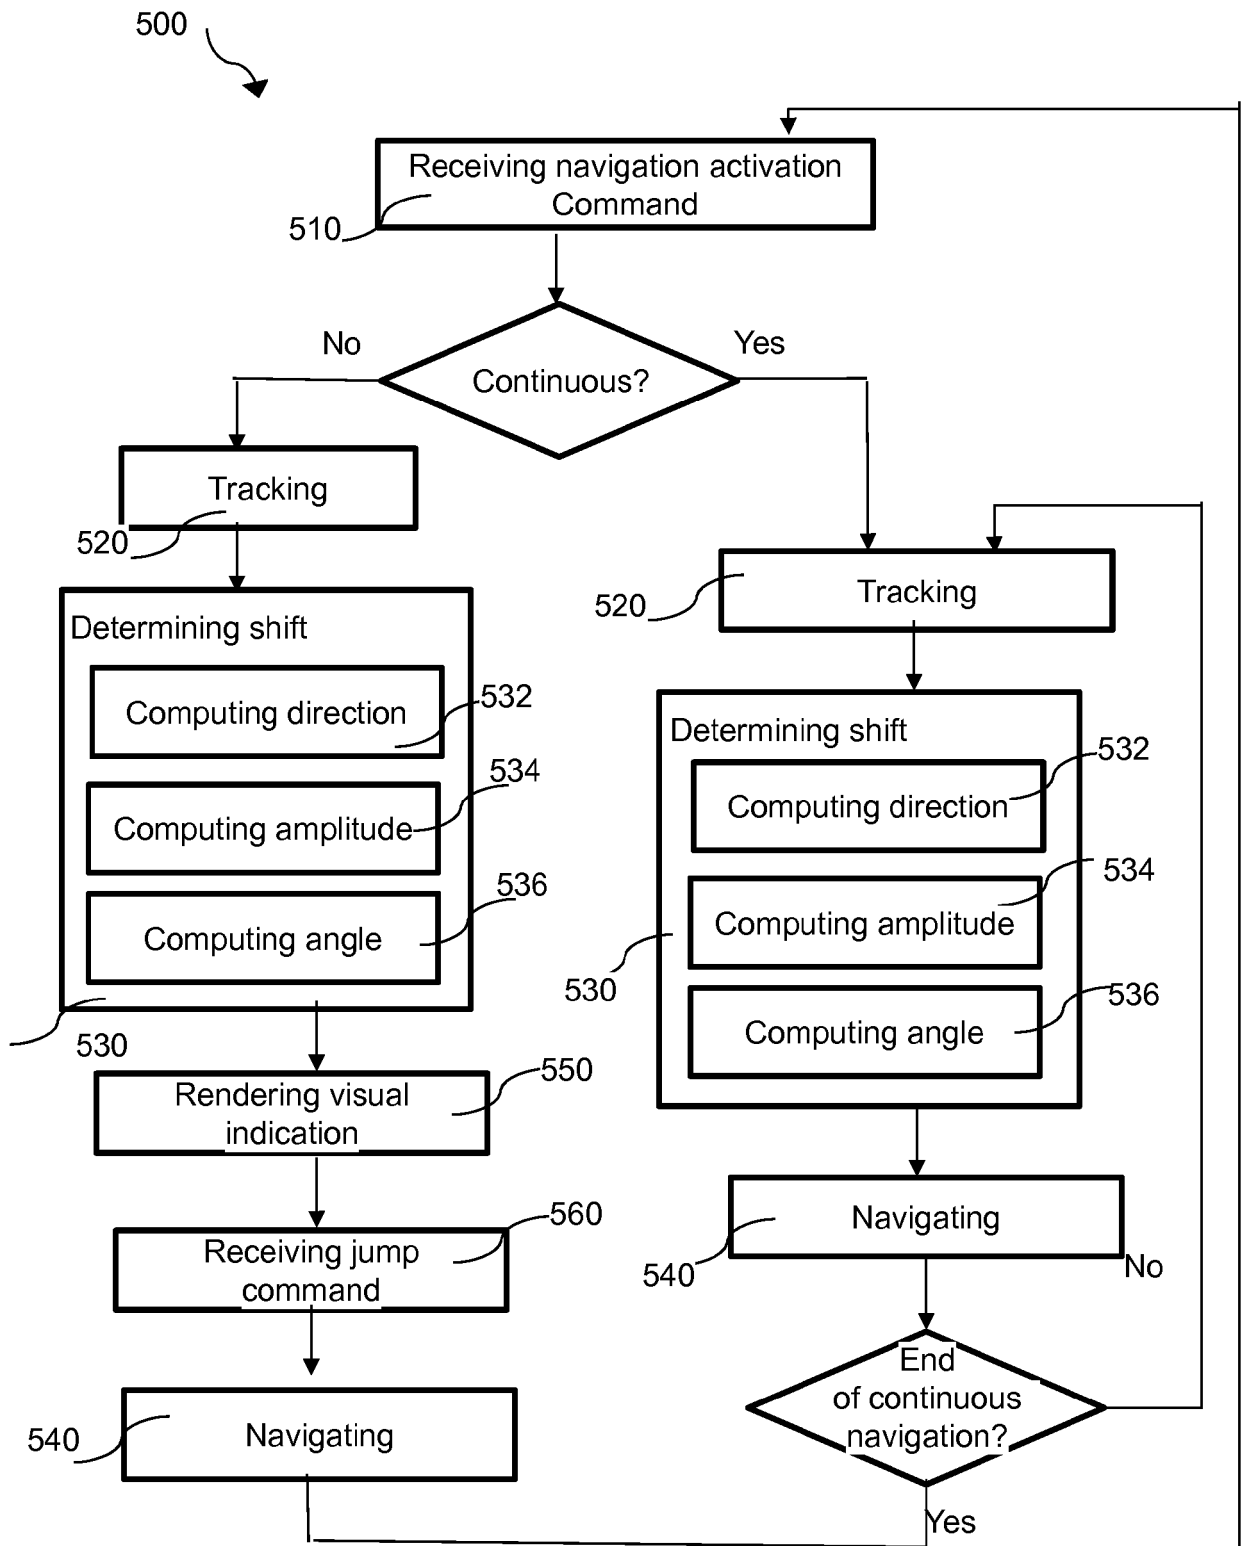 500
Receiving navigation activation
Command
510
No
Yes
Continuous?
Tracking
520
Determining shift
Computing direction
532
534
Computing amplitude
536
Computing angle
530
Rendering visual
indication
550
Receiving jump
command
560
Navigating
540
Tracking
520
Determining shift
532
Computing direction
534
Computing amplitude
530
536
Computing angle
Navigating
540
No
End
of continuous
navigation?
Yes